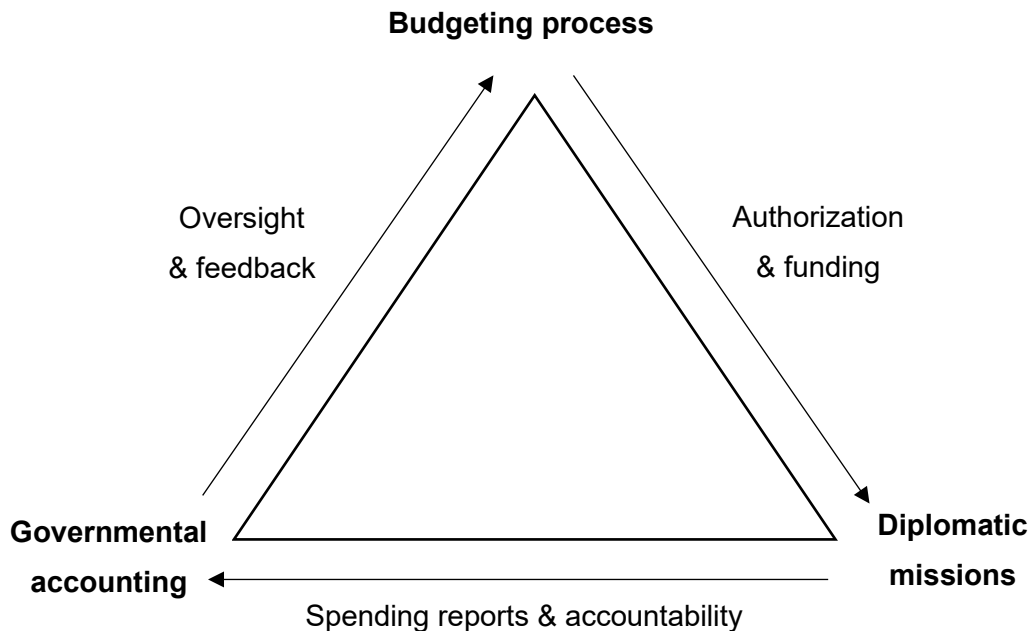 Budgeting process
Oversight
& feedback
Authorization
& funding
Governmental
accounting
Diplomatic
missions
Spending reports & accountability